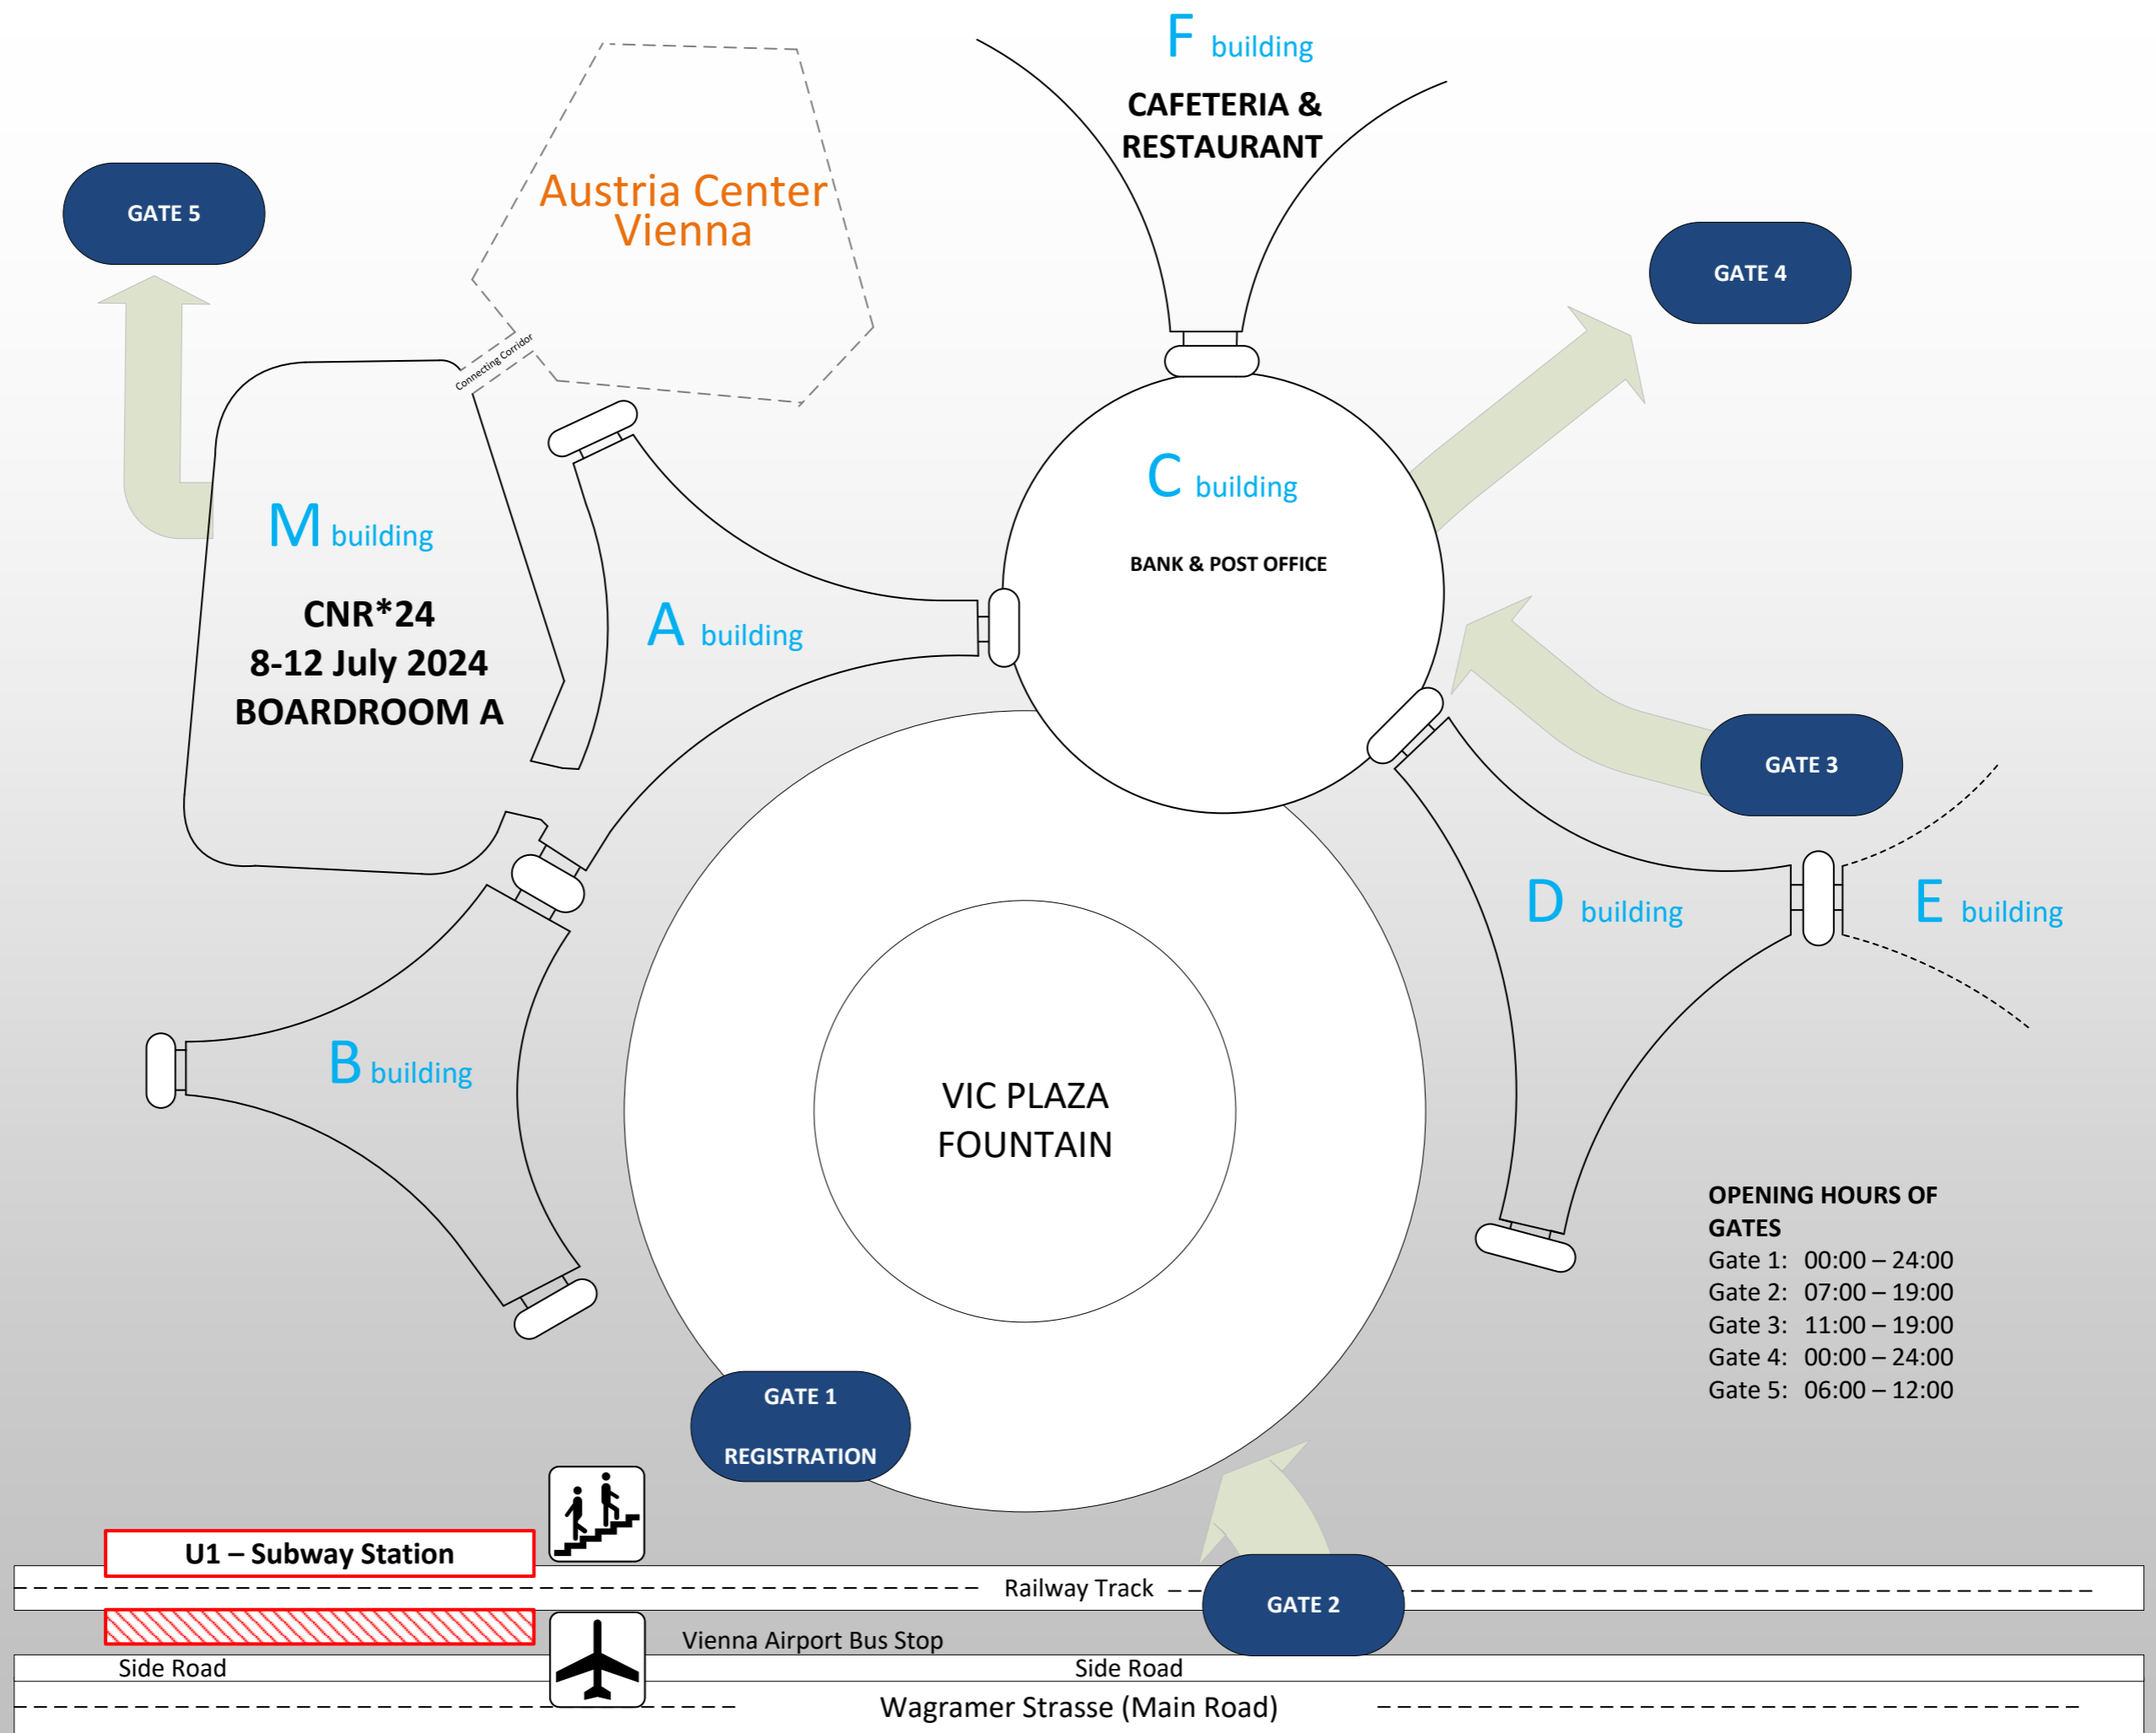 F building
CAFETERIA &
RESTAURANT
Austria Center
Vienna
GATE 5
GATE 4
Connecting Corridor
C building
BANK & POST OFFICE
M building
CNR*24
8-12 July 2024
BOARDROOM A
A building
GATE 3
D building
E building
B building
VIC PLAZA
FOUNTAIN
OPENING HOURS OF
GATES
Gate 1: 00:00 – 24:00
Gate 2: 07:00 – 19:00
Gate 3: 11:00 – 19:00
Gate 4: 00:00 – 24:00
Gate 5: 06:00 – 12:00
GATE 1
REGISTRATION
U1 – Subway Station
Railway Track
GATE 2
Vienna Airport Bus Stop
Side Road
Side Road
Wagramer Strasse (Main Road)